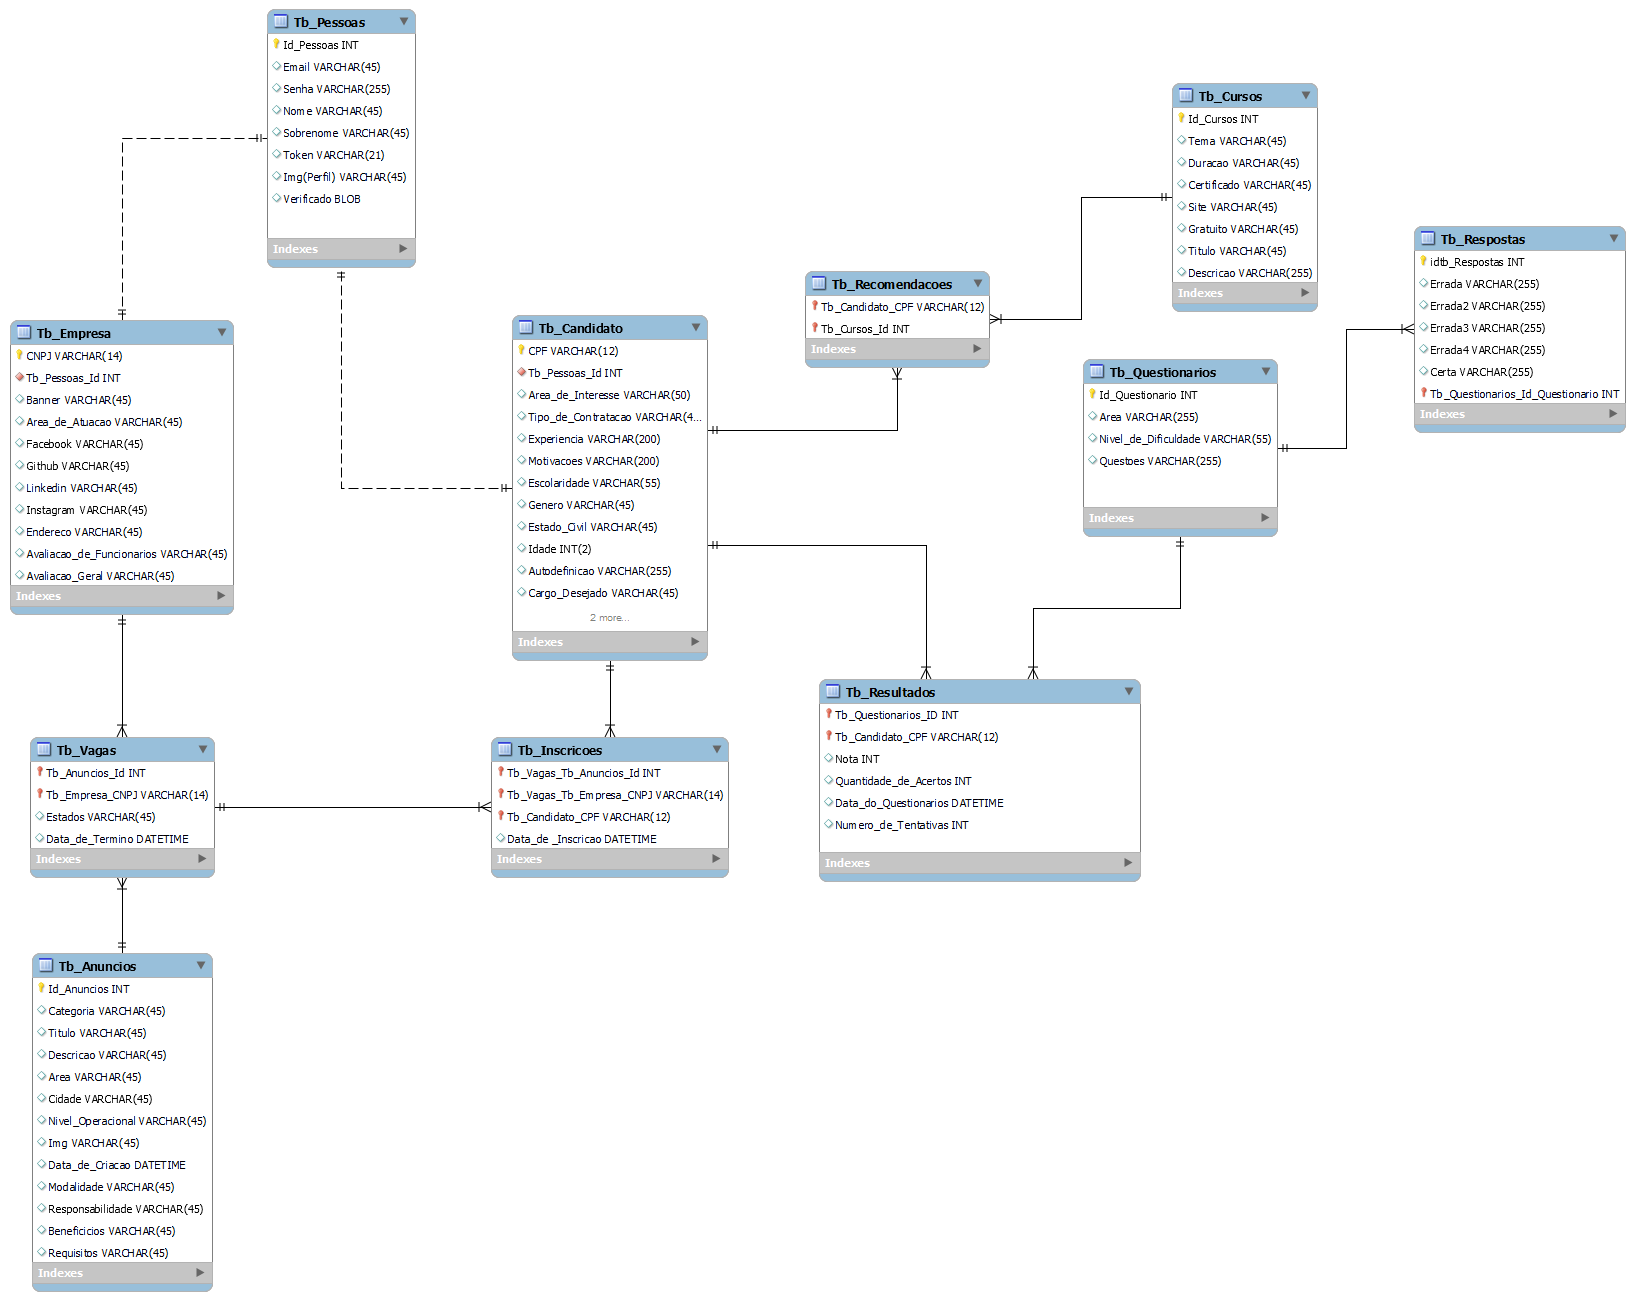 Tb_Pessoas
Id_Pessoas INT
Email VARCHAR(45)
Senha VARCHAR(255)
Nome VARCHAR(45)
Sobrenome VARCHAR(45)
Token VARCHAR(21)
Img(Perfil) VARCHAR(45)
Verificado BLOB
Indexes
Tb_Empresa
CNPJ VARCHAR(14)
Tb_Pessoas_Id INT
Banner VARCHAR(45)
Area_de_Atuacao VARCHAR(45)
Facebook VARCHAR(45)
Github VARCHAR(45)
Linkedin VARCHAR(45)
Instagram VARCHAR(45)
Endereco VARCHAR(45)
Avaliacao_de_Funcionarios VARCHAR(45)
Avaliacao_Geral VARCHAR(45)
Indexes
Tb_Candidato
CPF VARCHAR(12)
Tb_Pessoas_Id INT
Area_de_Interesse VARCHAR(50)
Tipo_de_Contratacao VARCHAR(4...
Experiencia VARCHAR(200)
Motivacoes VARCHAR(200)
Escolaridade VARCHAR(55)
Genero VARCHAR(45)
Estado_Civil VARCHAR(45)
Idade INT(2)
Autodefinicao VARCHAR(255)
Cargo_Desejado VARCHAR(45)
2 more...
Indexes
Tb_Recomendacoes
Tb_Candidato_CPF VARCHAR(12)
Tb_Cursos_Id INT
Indexes
Tb_Cursos
Id_Cursos INT
Tema VARCHAR(45)
Duracao VARCHAR(45)
Certificado VARCHAR(45)
Site VARCHAR(45)
Gratuito VARCHAR(45)
Titulo VARCHAR(45)
Descricao VARCHAR(255)
Indexes
Tb_Questionarios
Id_Questionario INT
Area VARCHAR(255)
Nivel_de_Dificuldade VARCHAR(55)
Questoes VARCHAR(255)
Indexes
Tb_Respostas
idtb_Respostas INT
Errada VARCHAR(255)
Errada2 VARCHAR(255)
Errada3 VARCHAR(255)
Errada4 VARCHAR(255)
Certa VARCHAR(255)
Tb_Questionarios_Id_Questionario INT
Indexes
Tb_Vagas
Tb_Anuncios_Id INT
Tb_Empresa_CNPJ VARCHAR(14)
Estados VARCHAR(45)
Data_de_Termino DATETIME
Indexes
Tb_Inscricoes
Tb_Vagas_Tb_Anuncios_Id INT
Tb_Vagas_Tb_Empresa_CNPJ VARCHAR(14)
Tb_Candidato_CPF VARCHAR(12)
Data_de _Inscricao DATETIME
Indexes
Tb_Resultados
Tb_Questionarios_ID INT
Tb_Candidato_CPF VARCHAR(12)
Nota INT
Quantidade_de_Acertos INT
Data_do_Questionarios DATETIME
Numero_de_Tentativas INT
Indexes
Tb_Anuncios
Id_Anuncios INT
Categoria VARCHAR(45)
Titulo VARCHAR(45)
Descricao VARCHAR(45)
Area VARCHAR(45)
Cidade VARCHAR(45)
Nivel_Operacional VARCHAR(45)
Img VARCHAR(45)
Data_de_Criacao DATETIME
Modalidade VARCHAR(45)
Responsabilidade VARCHAR(45)
Beneficicios VARCHAR(45)
Requisitos VARCHAR(45)
Indexes